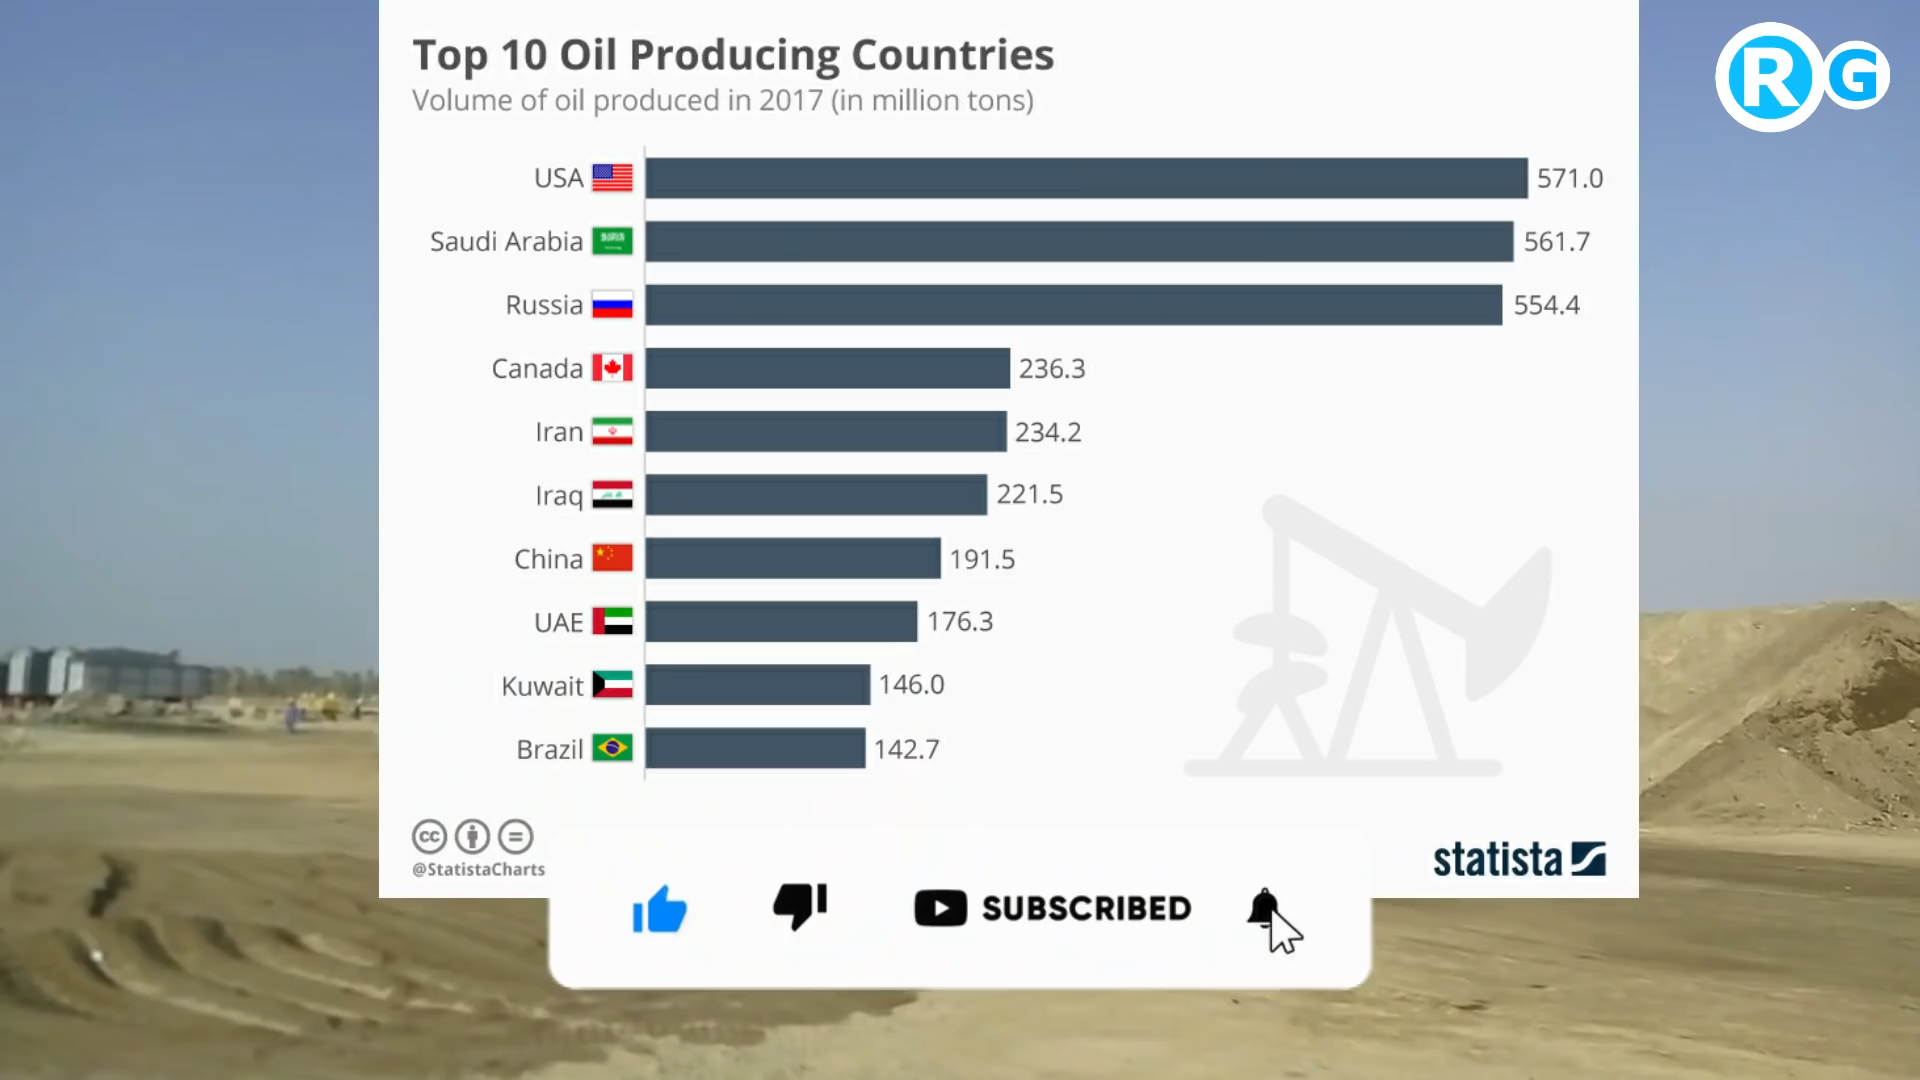 Top 10 Oil Producing Countries
Volume of oil produced in 2017 (in million tons)
RG
USA 571.0
Saudi Arabia 561.7
Russia 554.4
Canada 236.3
Iran 234.2
Iraq 221.5
China 191.5
UAE 176.3
Kuwait 146.0
Brazil 142.7
cc
@StatistaCharts
statista
SUBSCRIBED